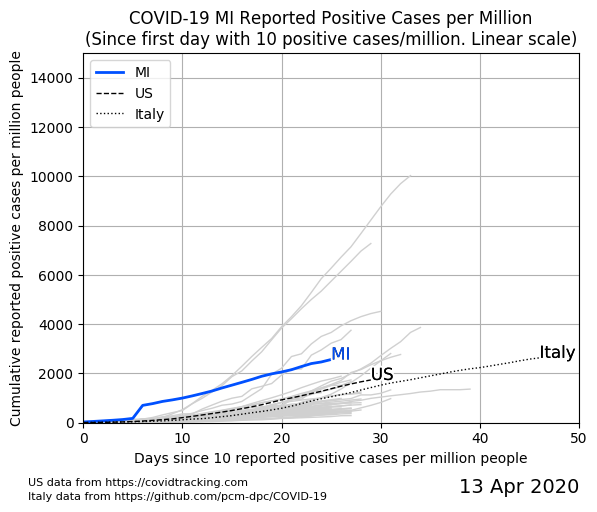 COVID-19 MI Reported Positive Cases per Million
(Since first day with 10 positive cases/million. Linear scale)
Cumulative reported positive cases per million people
14000
12000
10000
8000
6000
4000
2000
0
MI
US
Italy
MI
US
Italy
0 10 20 30 40 50
Days since 10 reported positive cases per million people
US data from https://covidtracking.com
Italy data from https://github.com/pcm-dpc/COVID-19
13 Apr 2020